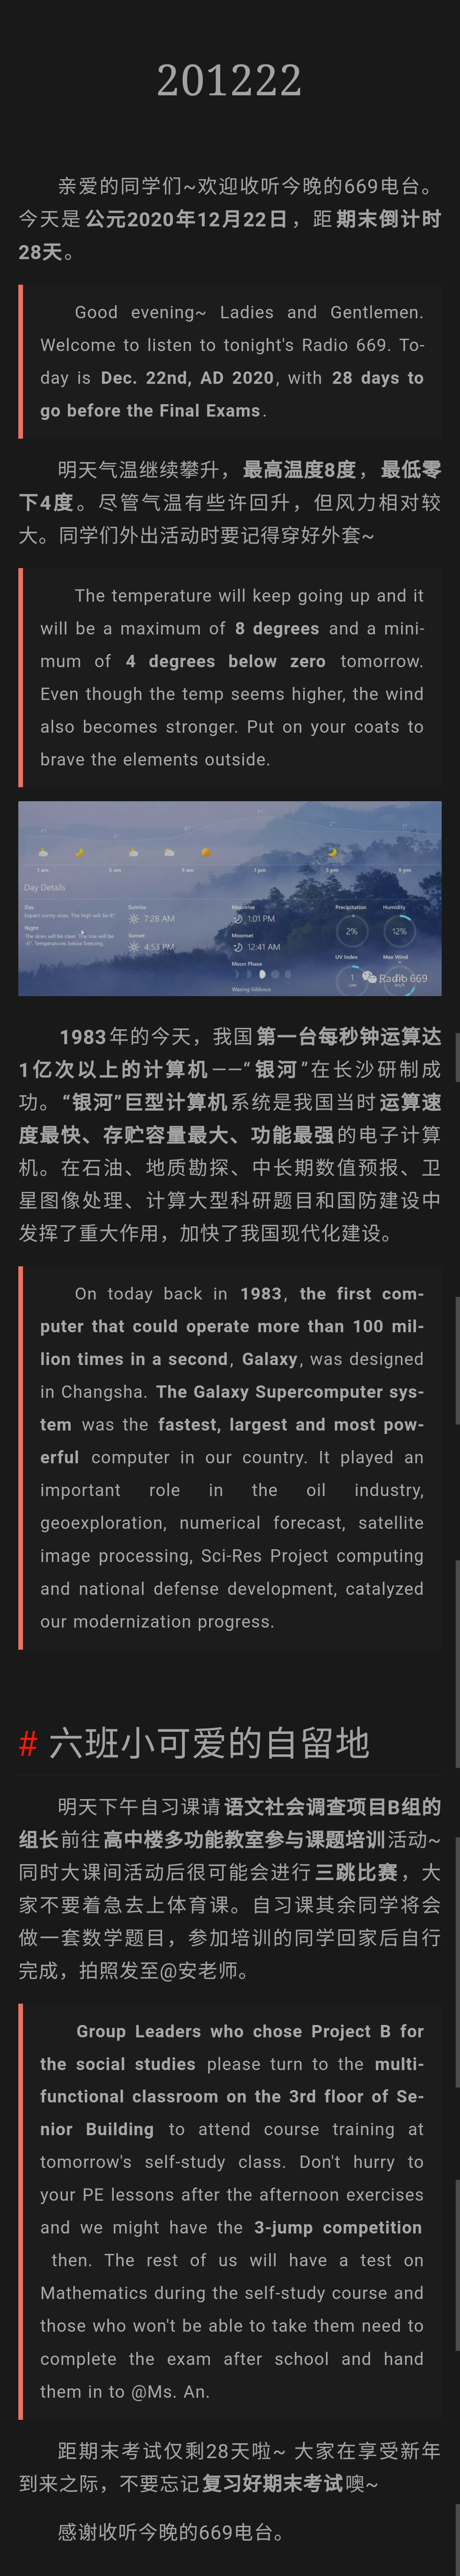 201222
亲爱的同学们~欢迎收听今晚的669电台。
今天是公元2020年12月22日，距期末倒计时
28天。
Good evening~ Ladies and Gentlemen.
Welcome to listen to tonight's Radio 669. To-
day is Dec. 22nd, AD 2020, with 28 days to
go before the Final Exams.
明天气温继续攀升，最高温度8度，最低零
下4度。尽管气温有些许回升，但风力相对较
大。同学们外出活动时要记得穿好外套~
The temperature will keep going up and it
will be a maximum of 8 degrees and a mini-
mum of 4 degrees below zero tomorrow.
Even though the temp seems higher, the wind
also becomes stronger. Put on your coats to
brave the elements outside.
1 am 5 am 9 am 1 pm 5 pm 9 pm
Day Details
Day Sunrise Moonrise Precipitation Humidity
Expect sunny skies. The high will be 8°. 7:28 AM 1:01 PM
Night Sunset Moonset 2% 12%
The skies will be clear. The low will be
-6°. Temperatures below freezing. 4:53 PM 12:41 AM
Moon Phase UV Index Max Wind
Waxing Gibbous 1 Radio 669
1983年的今天，我国第一台每秒钟运算达
1亿次以上的计算机——“银河”在长沙研制成
功。“银河”巨型计算机系统是我国当时运算速
度最快、存贮容量最大、功能最强的电子计算
机。在石油、地质勘探、中长期数值预报、卫
星图像处理、计算大型科研题目和国防建设中
发挥了重大作用，加快了我国现代化建设。
On today back in 1983, the first com-
puter that could operate more than 100 mil-
lion times in a second, Galaxy, was designed
in Changsha. The Galaxy Supercomputer sys-
tem was the fastest, largest and most pow-
erful computer in our country. It played an
important role in the oil industry,
geoexploration, numerical forecast, satellite
image processing, Sci-Res Project computing
and national defense development, catalyzed
our modernization progress.
# 六班小可爱的自留地
明天下午自习课请语文社会调查项目B组的
组长前往高中楼多功能教室参与课题培训活动~
同时大课间活动后很可能会进行三跳比赛，大
家不要着急去上体育课。自习课其余同学将会
做一套数学题目，参加培训的同学回家后自行
完成，拍照发至@安老师。
Group Leaders who chose Project B for
the social studies please turn to the multi-
functional classroom on the 3rd floor of Se-
nior Building to attend course training at
tomorrow's self-study class. Don't hurry to
your PE lessons after the afternoon exercises
and we might have the 3-jump competition
then. The rest of us will have a test on
Mathematics during the self-study course and
those who won't be able to take them need to
complete the exam after school and hand
them in to @Ms. An.
距期末考试仅剩28天啦~ 大家在享受新年
到来之际，不要忘记复习好期末考试噢~
感谢收听今晚的669电台。